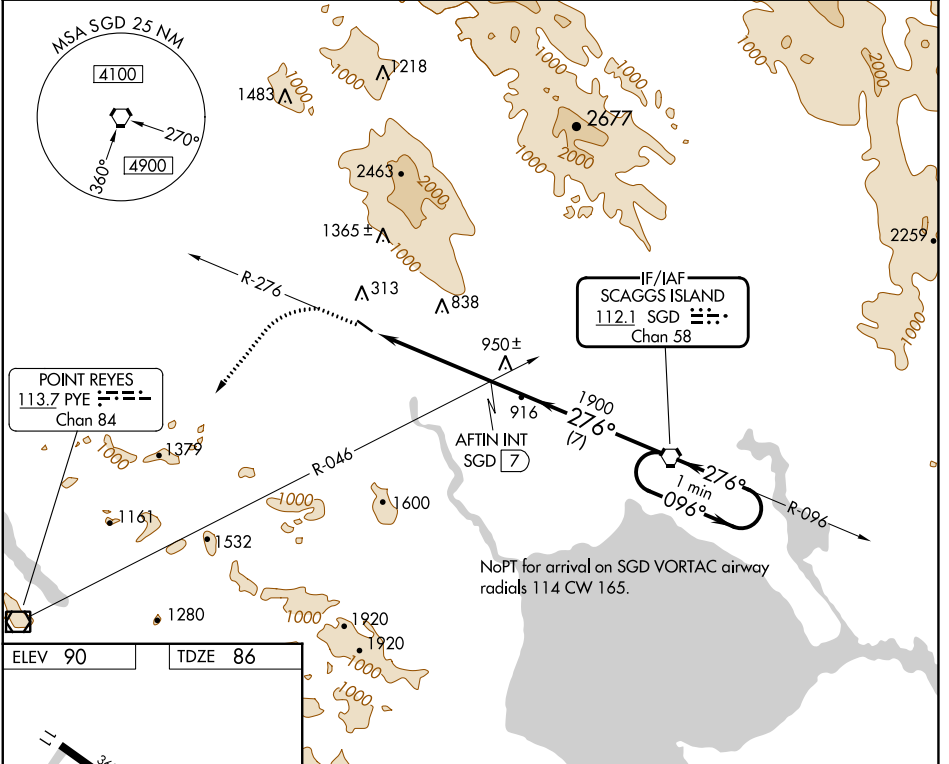 MSA SGD 25 NM
4100
270°
360°
4900
1218
1000
1483
1000
1000
1000
2677
2000
1000
1000
2000
2463
2000
1365 ±
1000
2259
1000
R-276
313
838
IF/IAF
SCAGGS ISLAND
112.1 SGD
Chan 58
950 ±
POINT REYES
113.7 PYE
Chan 84
916
1900
276°
(7)
AFTIN INT
SGD 7
276°
1 min
096°
R-096
1379
1000
R-046
1000
1600
1161
1532
NoPT for arrival on SGD VORTAC airway
radials 114 CW 165.
1280
1000
1920
1920
1000
1000
ELEV 90
TDZE 86
11